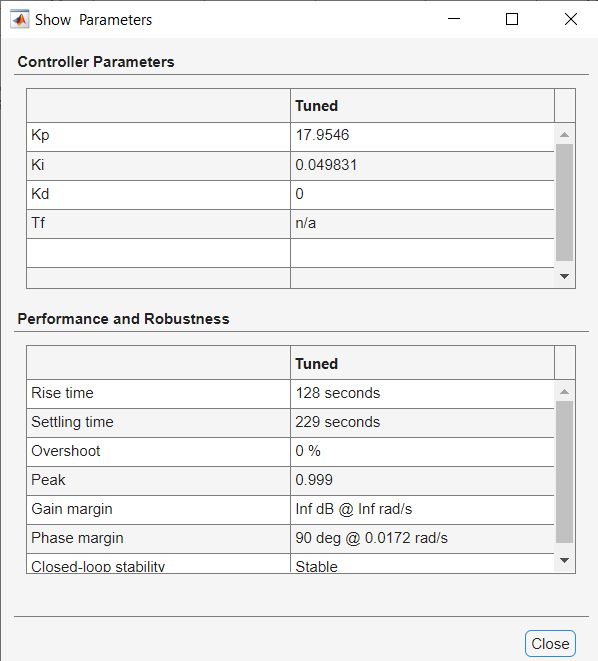 Show Parameters
Controller Parameters
Tuned
Kp 17.9546
Ki 0.049831
Kd 0
Tf n/a
Performance and Robustness
Tuned
Rise time 128 seconds
Settling time 229 seconds
Overshoot 0 %
Peak 0.999
Gain margin Inf dB @ Inf rad/s
Phase margin 90 deg @ 0.0172 rad/s
Closed-loop stability Stable
Close